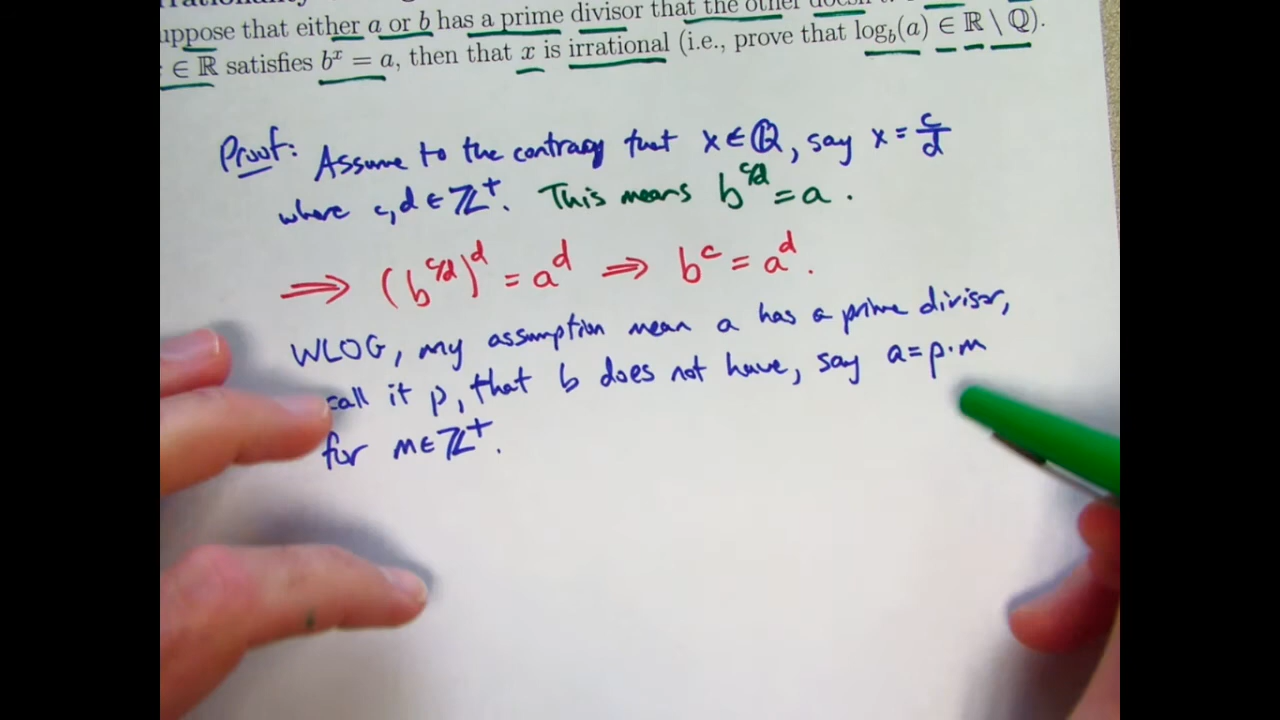 uppose that either a or b has a prime divisor that the other doesn't.
∈ ℝ satisfies b^x = a, then that x is irrational (i.e., prove that log_b(a) ∈ ℝ \ ℚ).
Proof: Assume to the contrary that x ∈ ℚ, say x = c/d
where c, d ∈ ℤ⁺. This means b^{c/d} = a.
⟹ (b^{c/d})^d = a^d ⟹ b^c = a^d.
WLOG, my assumption mean a has a prime divisor,
call it p, that b does not have, say a = p·m
for m ∈ ℤ⁺.